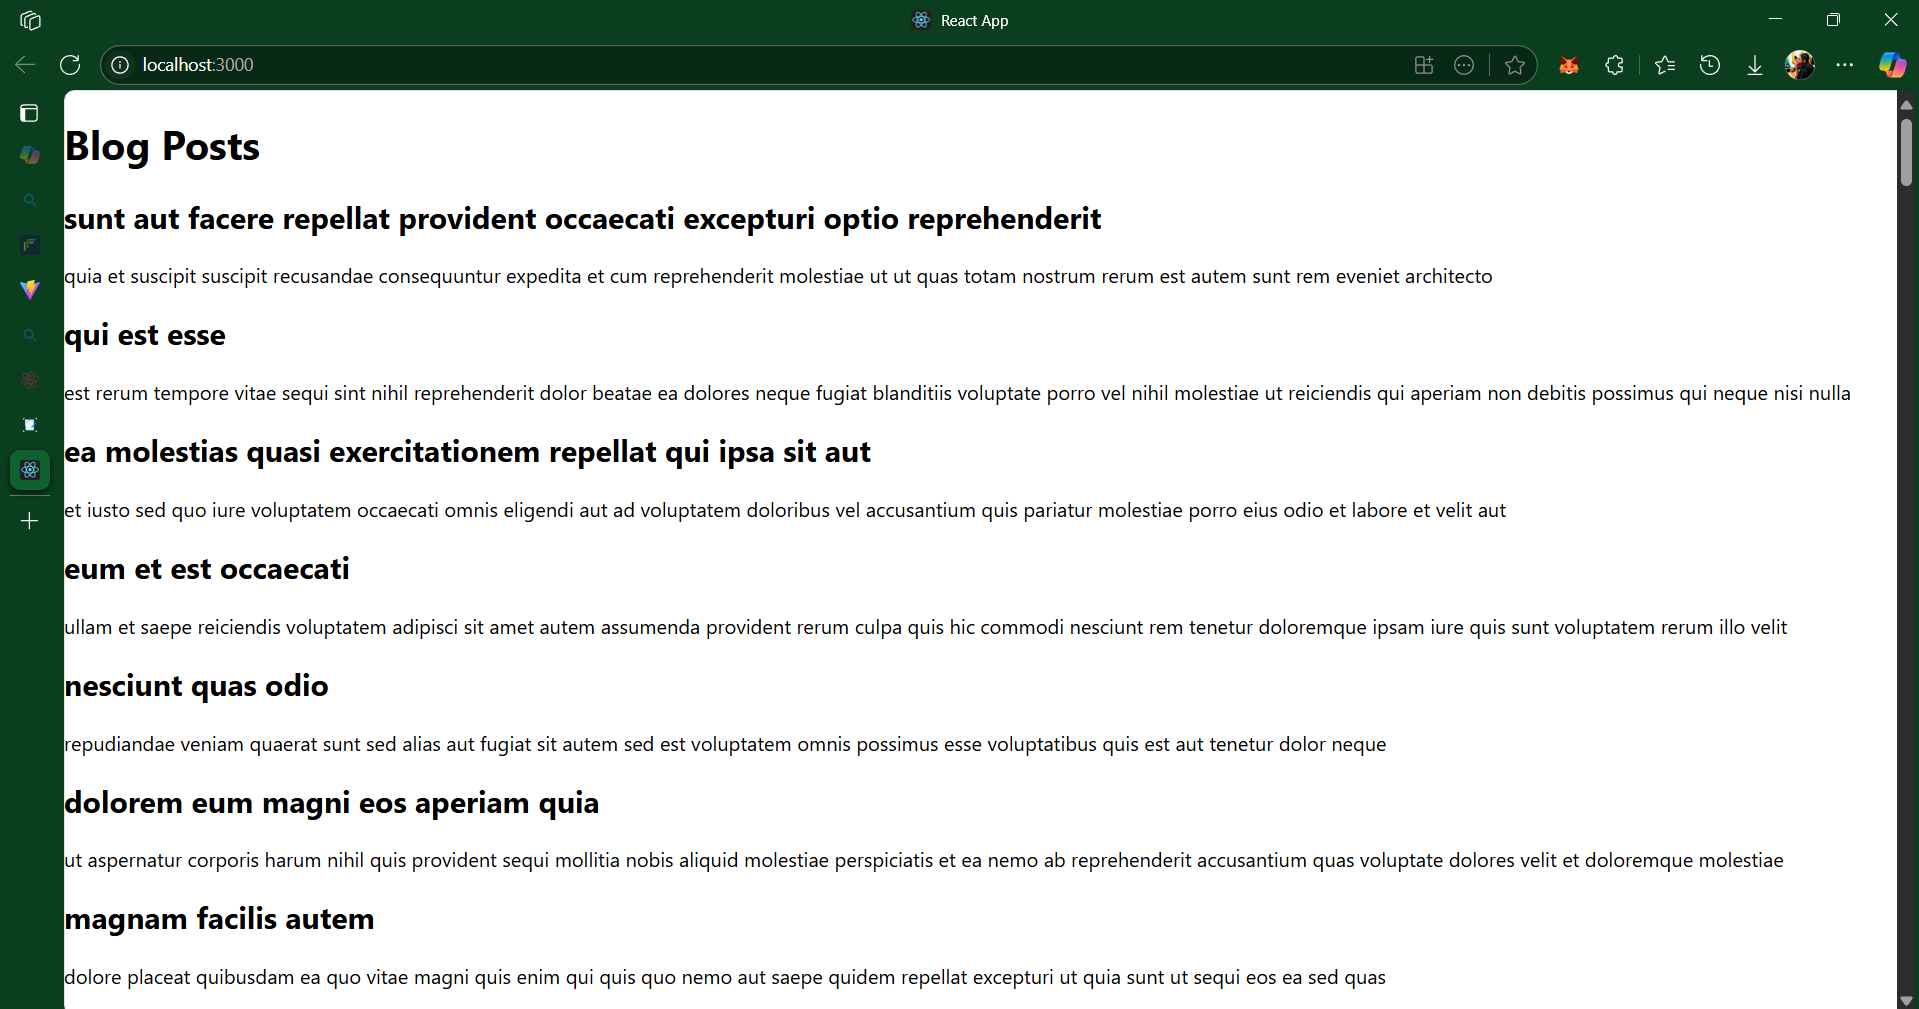 React App
localhost:3000
Blog Posts
sunt aut facere repellat provident occaecati excepturi optio reprehenderit
quia et suscipit suscipit recusandae consequuntur expedita et cum reprehenderit molestiae ut ut quas totam nostrum rerum est autem sunt rem eveniet architecto
qui est esse
est rerum tempore vitae sequi sint nihil reprehenderit dolor beatae ea dolores neque fugiat blanditiis voluptate porro vel nihil molestiae ut reiciendis qui aperiam non debitis possimus qui neque nisi nulla
ea molestias quasi exercitationem repellat qui ipsa sit aut
et iusto sed quo iure voluptatem occaecati omnis eligendi aut ad voluptatem doloribus vel accusantium quis pariatur molestiae porro eius odio et labore et velit aut
eum et est occaecati
ullam et saepe reiciendis voluptatem adipisci sit amet autem assumenda provident rerum culpa quis hic commodi nesciunt rem tenetur doloremque ipsam iure quis sunt voluptatem rerum illo velit
nesciunt quas odio
repudiandae veniam quaerat sunt sed alias aut fugiat sit autem sed est voluptatem omnis possimus esse voluptatibus quis est aut tenetur dolor neque
dolorem eum magni eos aperiam quia
ut aspernatur corporis harum nihil quis provident sequi mollitia nobis aliquid molestiae perspiciatis et ea nemo ab reprehenderit accusantium quas voluptate dolores velit et doloremque molestiae
magnam facilis autem
dolore placeat quibusdam ea quo vitae magni quis enim qui quis quo nemo aut saepe quidem repellat excepturi ut quia sunt ut sequi eos ea sed quas